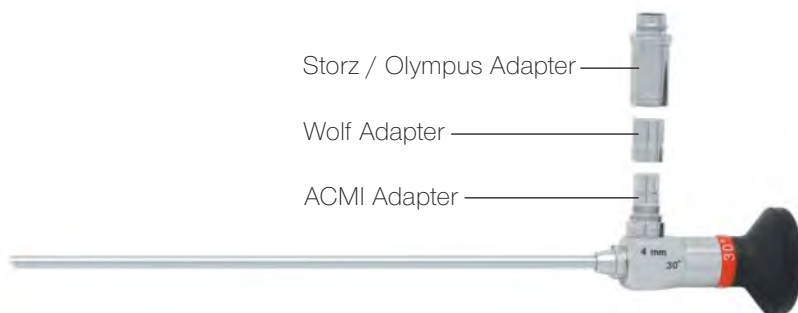 Storz / Olympus Adapter
Wolf Adapter
ACMI Adapter
4 mm
30°
30°